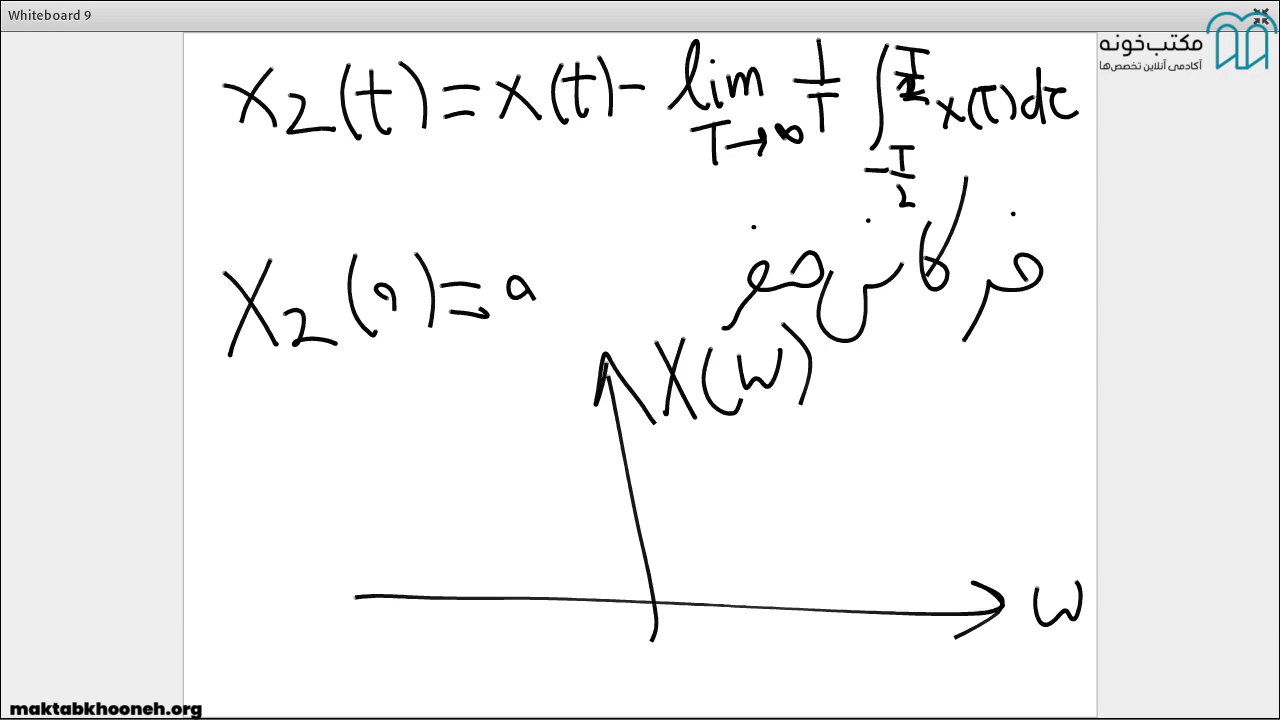 Whiteboard 9
مکتب‌خونه
آکادمی آنلاین تخصص‌ها
x₂(t) = x(t) - lim_{T→∞} 1/T ∫_{-T/2}^{T/2} x(τ)dτ
فرکانس صفر
X₂(0) = 0
X(ω)
ω
maktabkhooneh.org